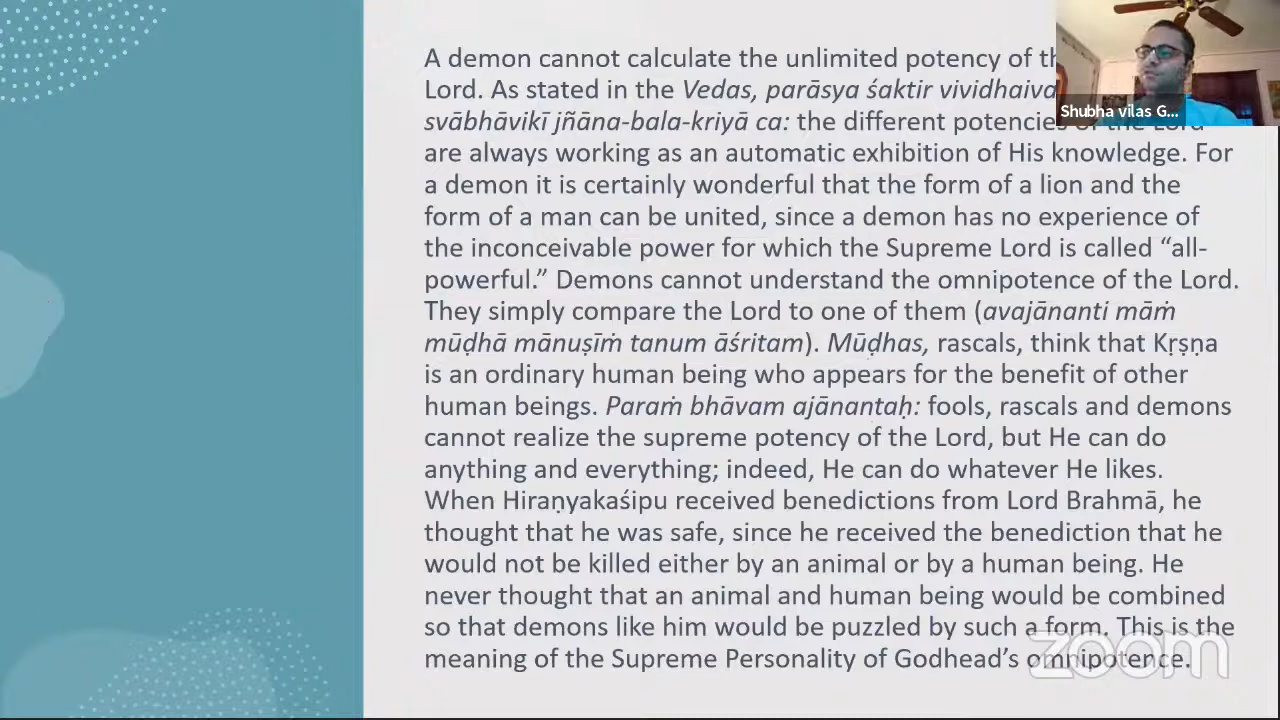 A demon cannot calculate the unlimited potency of
Lord. As stated in the Vedas, parāsya śaktir vividhaiva
svābhāvikī jñāna-bala-kriyā ca: the different potencies of the Lord
are always working as an automatic exhibition of His knowledge. For
a demon it is certainly wonderful that the form of a lion and the
form of a man can be united, since a demon has no experience of
the inconceivable power for which the Supreme Lord is called “all-
powerful.” Demons cannot understand the omnipotence of the Lord.
They simply compare the Lord to one of them (avajānanti māṁ
mūḍhā mānuṣīṁ tanum āśritam). Mūḍhas, rascals, think that Kṛṣṇa
is an ordinary human being who appears for the benefit of other
human beings. Paraṁ bhāvam ajānantaḥ: fools, rascals and demons
cannot realize the supreme potency of the Lord, but He can do
anything and everything; indeed, He can do whatever He likes.
When Hiraṇyakaśipu received benedictions from Lord Brahmā, he
thought that he was safe, since he received the benediction that he
would not be killed either by an animal or by a human being. He
never thought that an animal and human being would be combined
so that demons like him would be puzzled by such a form. This is the
meaning of the Supreme Personality of Godhead’s omnipotence.
Shubha vilas G...
zoom